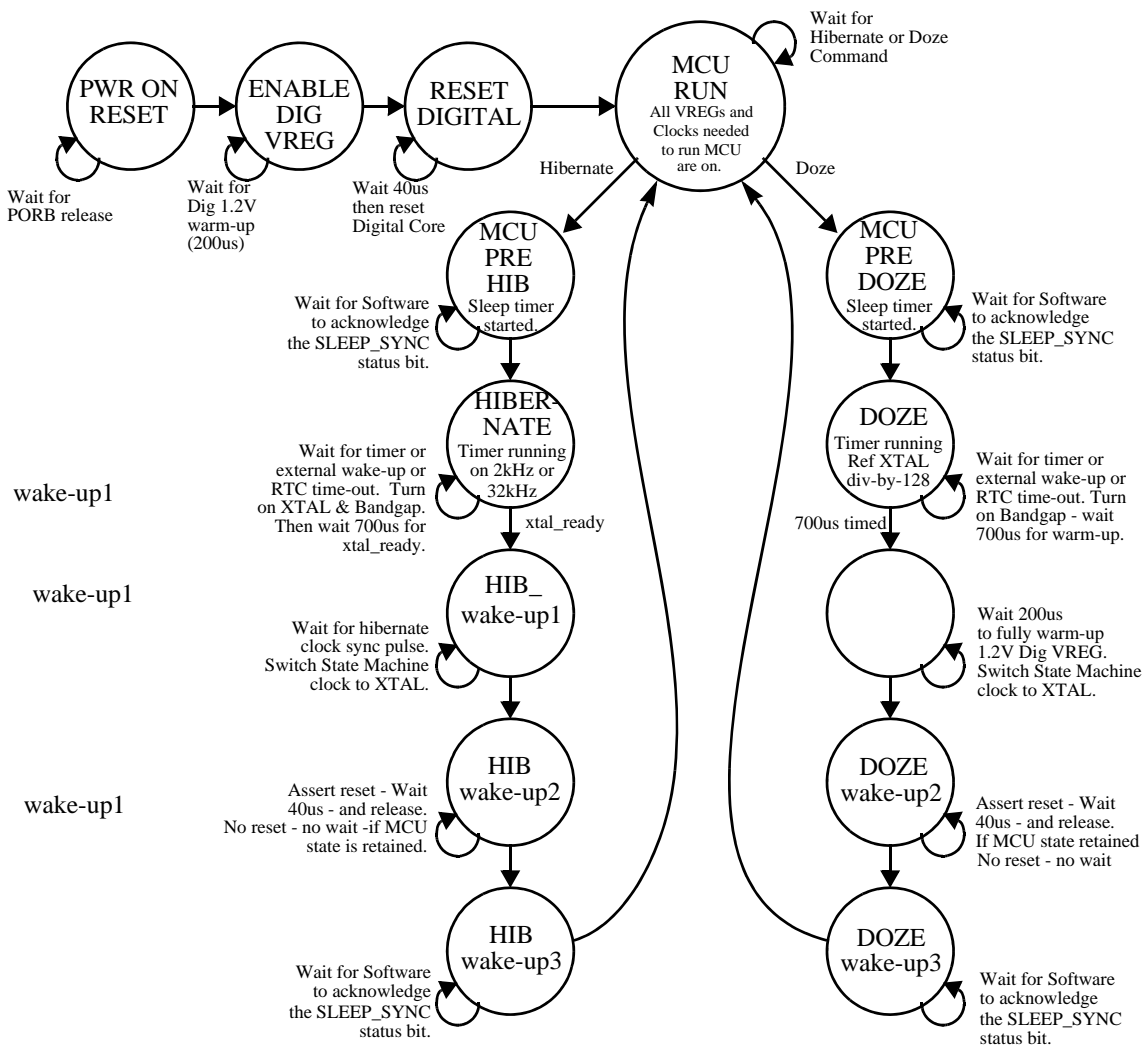 Wait for
Hibernate or Doze
Command
PWR ON
RESET
ENABLE
DIG
VREG
RESET
DIGITAL
MCU
RUN
All VREGs and
Clocks needed
to run MCU
are on.
Wait for
PORB release
Wait for
Dig 1.2V
warm-up
(200us)
Wait 40us
then reset
Digital Core
Hibernate
Doze
MCU
PRE
HIB
Sleep timer
started.
Wait for Software
to acknowledge
the SLEEP_SYNC
status bit.
MCU
PRE
DOZE
Sleep timer
started.
Wait for Software
to acknowledge
the SLEEP_SYNC
status bit.
HIBER-
NATE
Timer running
on 2kHz or
32kHz
Wait for timer or
external wake-up or
RTC time-out.  Turn
on XTAL & Bandgap.
Then wait 700us for
xtal_ready.
wake-up1
xtal_ready
DOZE
Timer running
Ref XTAL
div-by-128
Wait for timer or
external wake-up or
RTC time-out. Turn
on Bandgap - wait
700us for warm-up.
700us timed
wake-up1
HIB_
wake-up1
Wait for hibernate
clock sync pulse.
Switch State Machine
clock to XTAL.
Wait 200us
to fully warm-up
1.2V Dig VREG.
Switch State Machine
clock to XTAL.
wake-up1
HIB
wake-up2
Assert reset - Wait
40us - and release.
No reset - no wait -if MCU
state is retained.
DOZE
wake-up2
Assert reset - Wait
40us - and release.
If MCU state retained
No reset - no wait
HIB
wake-up3
Wait for Software
to acknowledge
the SLEEP_SYNC
status bit.
DOZE
wake-up3
Wait for Software
to acknowledge
the SLEEP_SYNC
status bit.